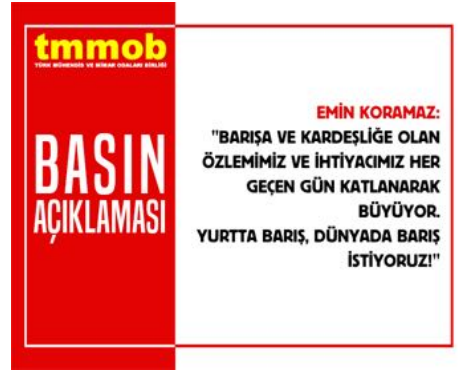 tmmob
TÜRK MÜHENDİS VE MİMAR ODALARI BİRLİĞİ
BASIN
AÇIKLAMASI
EMİN KORAMAZ:
"BARIŞA VE KARDEŞLİĞE OLAN
ÖZLEMİMİZ VE İHTİYACIMIZ HER
GEÇEN GÜN KATLANARAK
BÜYÜYOR.
YURTTA BARIŞ, DÜNYADA BARIŞ
İSTİYORUZ!"